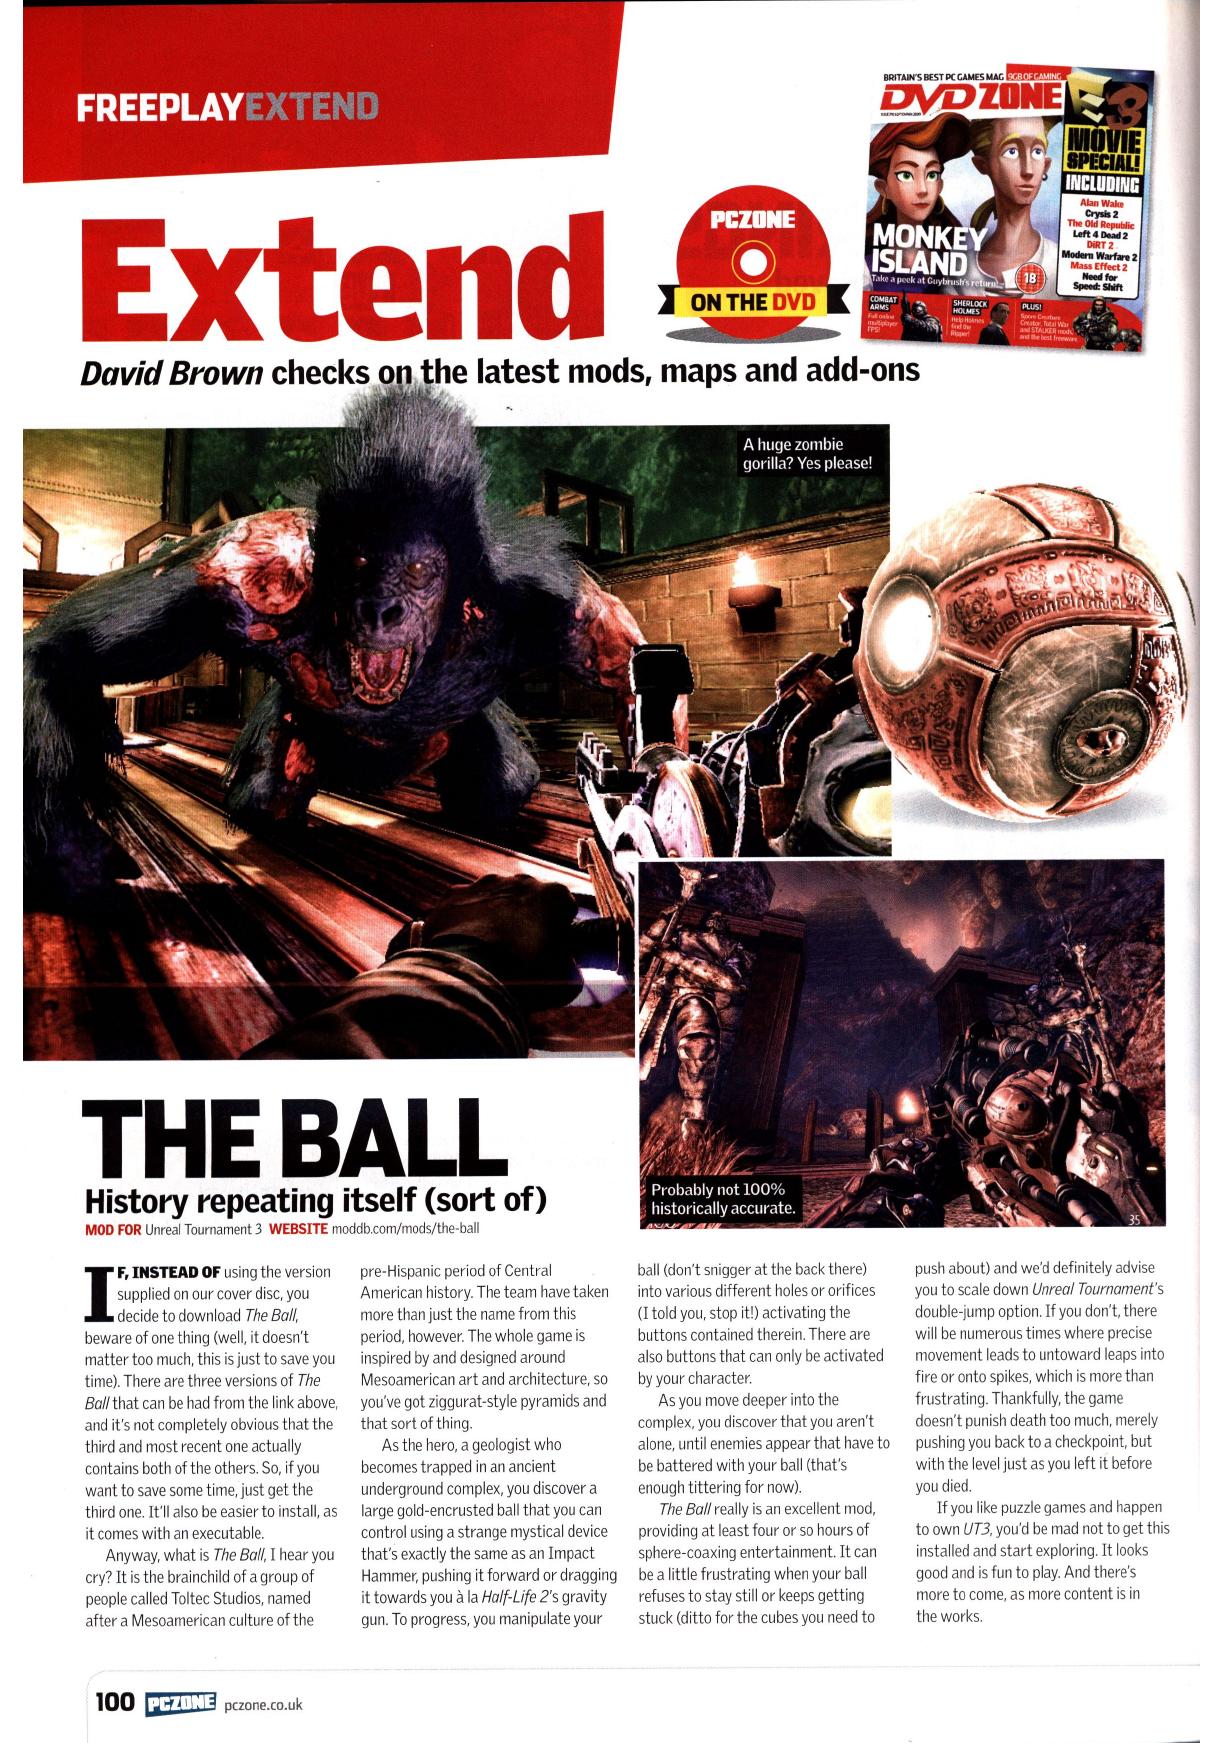 FREEPLAYEXTEND
BRITAIN'S BEST PC GAMES MAG 9GB OF GAMING
DVDZONE
E3
MOVIE
SPECIAL!
INCLUDING
Alan Wake
Crysis 2
The Old Republic
Left 4 Dead 2
DiRT 2
Modern Warfare 2
Mass Effect 2
Need for
Speed: Shift
MONKEY
ISLAND
Take a peek at Guybrush's return!
18
COMBAT
ARMS
Full online
multiplayer
FPS!
SHERLOCK
HOLMES
Help Holmes
find the
Ripper!
PLUS!
Spore Creature
Creator, Total War
and STALKER mods,
and the best freeware
PCZONE
ON THE DVD
Extend
David Brown checks on the latest mods, maps and add-ons
A huge zombie
gorilla? Yes please!
Probably not 100%
historically accurate.
35
THE BALL
History repeating itself (sort of)
MOD FOR Unreal Tournament 3 WEBSITE moddb.com/mods/the-ball
IF, INSTEAD OF using the version
supplied on our cover disc, you
decide to download The Ball,
beware of one thing (well, it doesn't
matter too much, this is just to save you
time). There are three versions of The
Ball that can be had from the link above,
and it's not completely obvious that the
third and most recent one actually
contains both of the others. So, if you
want to save some time, just get the
third one. It'll also be easier to install, as
it comes with an executable.
Anyway, what is The Ball, I hear you
cry? It is the brainchild of a group of
people called Toltec Studios, named
after a Mesoamerican culture of the
pre-Hispanic period of Central
American history. The team have taken
more than just the name from this
period, however. The whole game is
inspired by and designed around
Mesoamerican art and architecture, so
you've got ziggurat-style pyramids and
that sort of thing.
As the hero, a geologist who
becomes trapped in an ancient
underground complex, you discover a
large gold-encrusted ball that you can
control using a strange mystical device
that's exactly the same as an Impact
Hammer, pushing it forward or dragging
it towards you à la Half-Life 2's gravity
gun. To progress, you manipulate your
ball (don't snigger at the back there)
into various different holes or orifices
(I told you, stop it!) activating the
buttons contained therein. There are
also buttons that can only be activated
by your character.
As you move deeper into the
complex, you discover that you aren't
alone, until enemies appear that have to
be battered with your ball (that's
enough tittering for now).
The Ball really is an excellent mod,
providing at least four or so hours of
sphere-coaxing entertainment. It can
be a little frustrating when your ball
refuses to stay still or keeps getting
stuck (ditto for the cubes you need to
push about) and we'd definitely advise
you to scale down Unreal Tournament's
double-jump option. If you don't, there
will be numerous times where precise
movement leads to untoward leaps into
fire or onto spikes, which is more than
frustrating. Thankfully, the game
doesn't punish death too much, merely
pushing you back to a checkpoint, but
with the level just as you left it before
you died.
If you like puzzle games and happen
to own UT3, you'd be mad not to get this
installed and start exploring. It looks
good and is fun to play. And there's
more to come, as more content is in
the works.
100 PCZONE pczone.co.uk